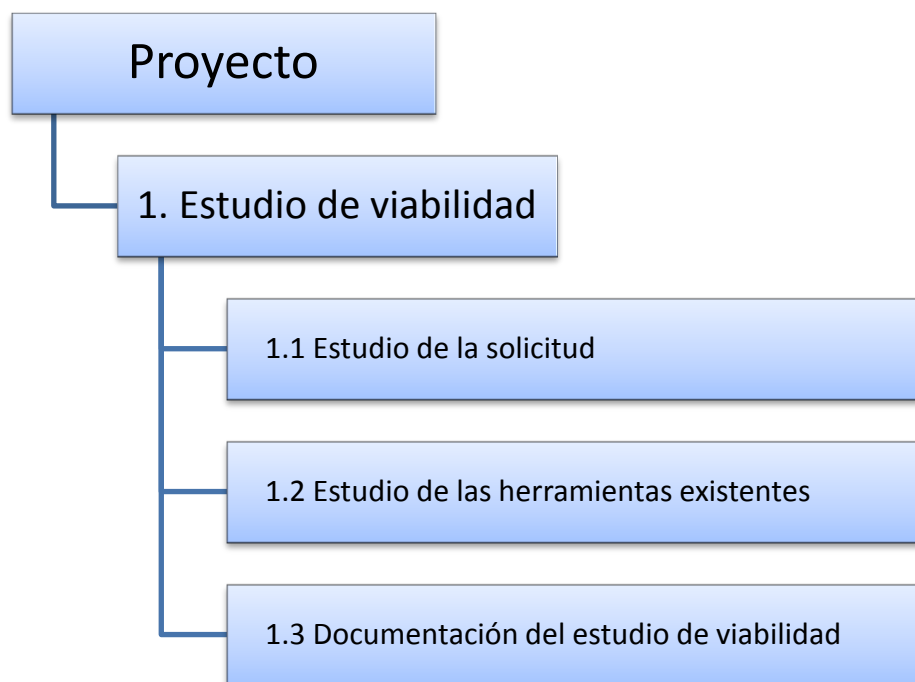 Proyecto
1. Estudio de viabilidad
1.1 Estudio de la solicitud
1.2 Estudio de las herramientas existentes
1.3 Documentación del estudio de viabilidad